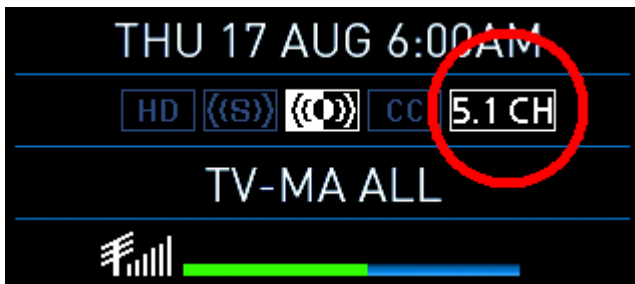 THU 17 AUG 6:00AM
HD ((S)) CC 5.1 CH
TV-MA ALL